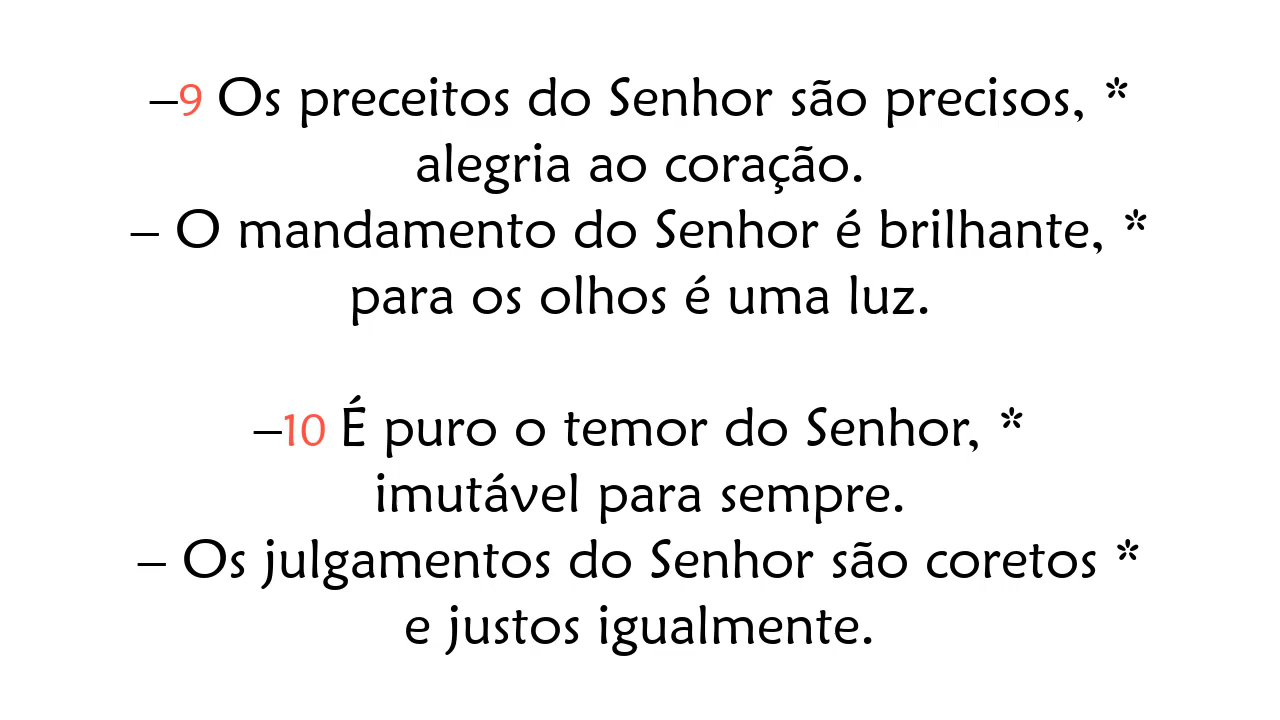 –9 Os preceitos do Senhor são precisos, *
alegria ao coração.
– O mandamento do Senhor é brilhante, *
para os olhos é uma luz.
–10 É puro o temor do Senhor, *
imutável para sempre.
– Os julgamentos do Senhor são coretos *
e justos igualmente.